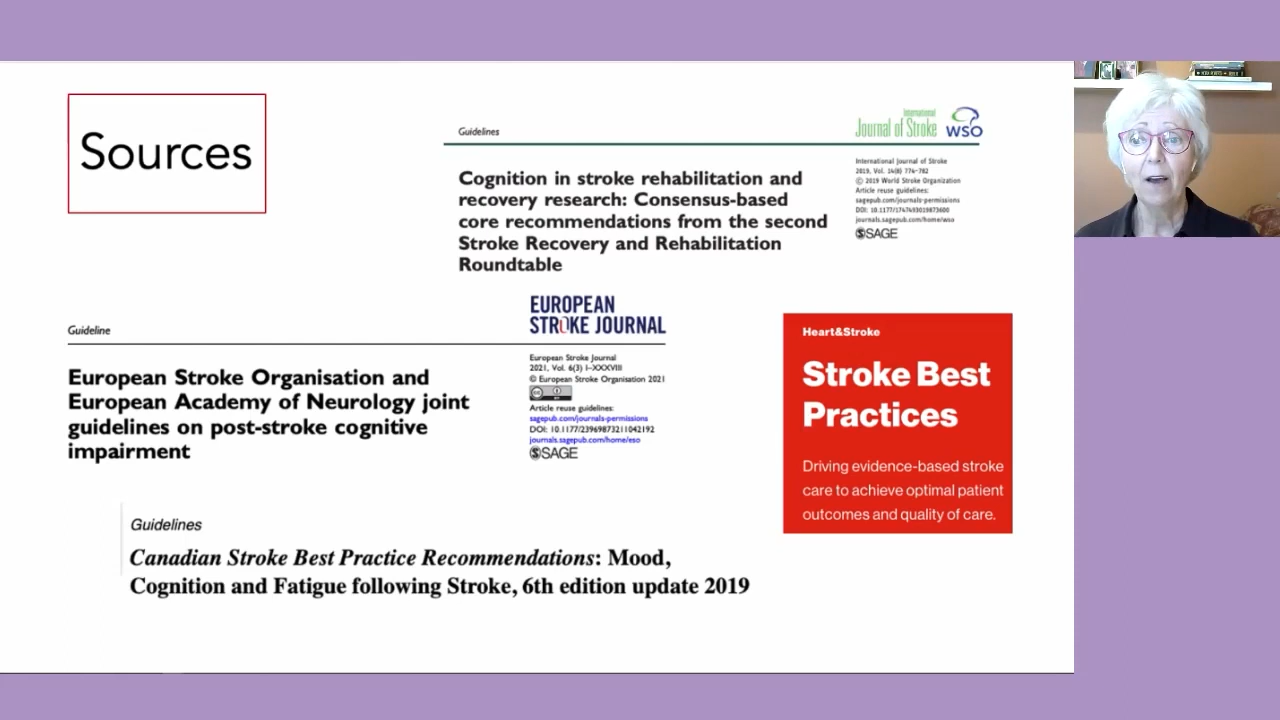 Sources
Guidelines
International
Journal of Stroke
WSO
Cognition in stroke rehabilitation and
recovery research: Consensus-based
core recommendations from the second
Stroke Recovery and Rehabilitation
Roundtable
International Journal of Stroke
2019, Vol. 14(8) 774–782
© 2019 World Stroke Organization
Article reuse guidelines:
sagepub.com/journals-permissions
DOI: 10.1177/1747493019873600
journals.sagepub.com/home/wso
SAGE
Guideline
EUROPEAN
STROKE JOURNAL
European Stroke Organisation and
European Academy of Neurology joint
guidelines on post-stroke cognitive
impairment
European Stroke Journal
2021, Vol. 6(3) I–XXXVIII
© European Stroke Organisation 2021
Article reuse guidelines:
sagepub.com/journals-permissions
DOI: 10.1177/23969873211042192
journals.sagepub.com/home/eso
SAGE
Heart&Stroke
Stroke Best
Practices
Driving evidence-based stroke
care to achieve optimal patient
outcomes and quality of care.
Guidelines
Canadian Stroke Best Practice Recommendations: Mood,
Cognition and Fatigue following Stroke, 6th edition update 2019